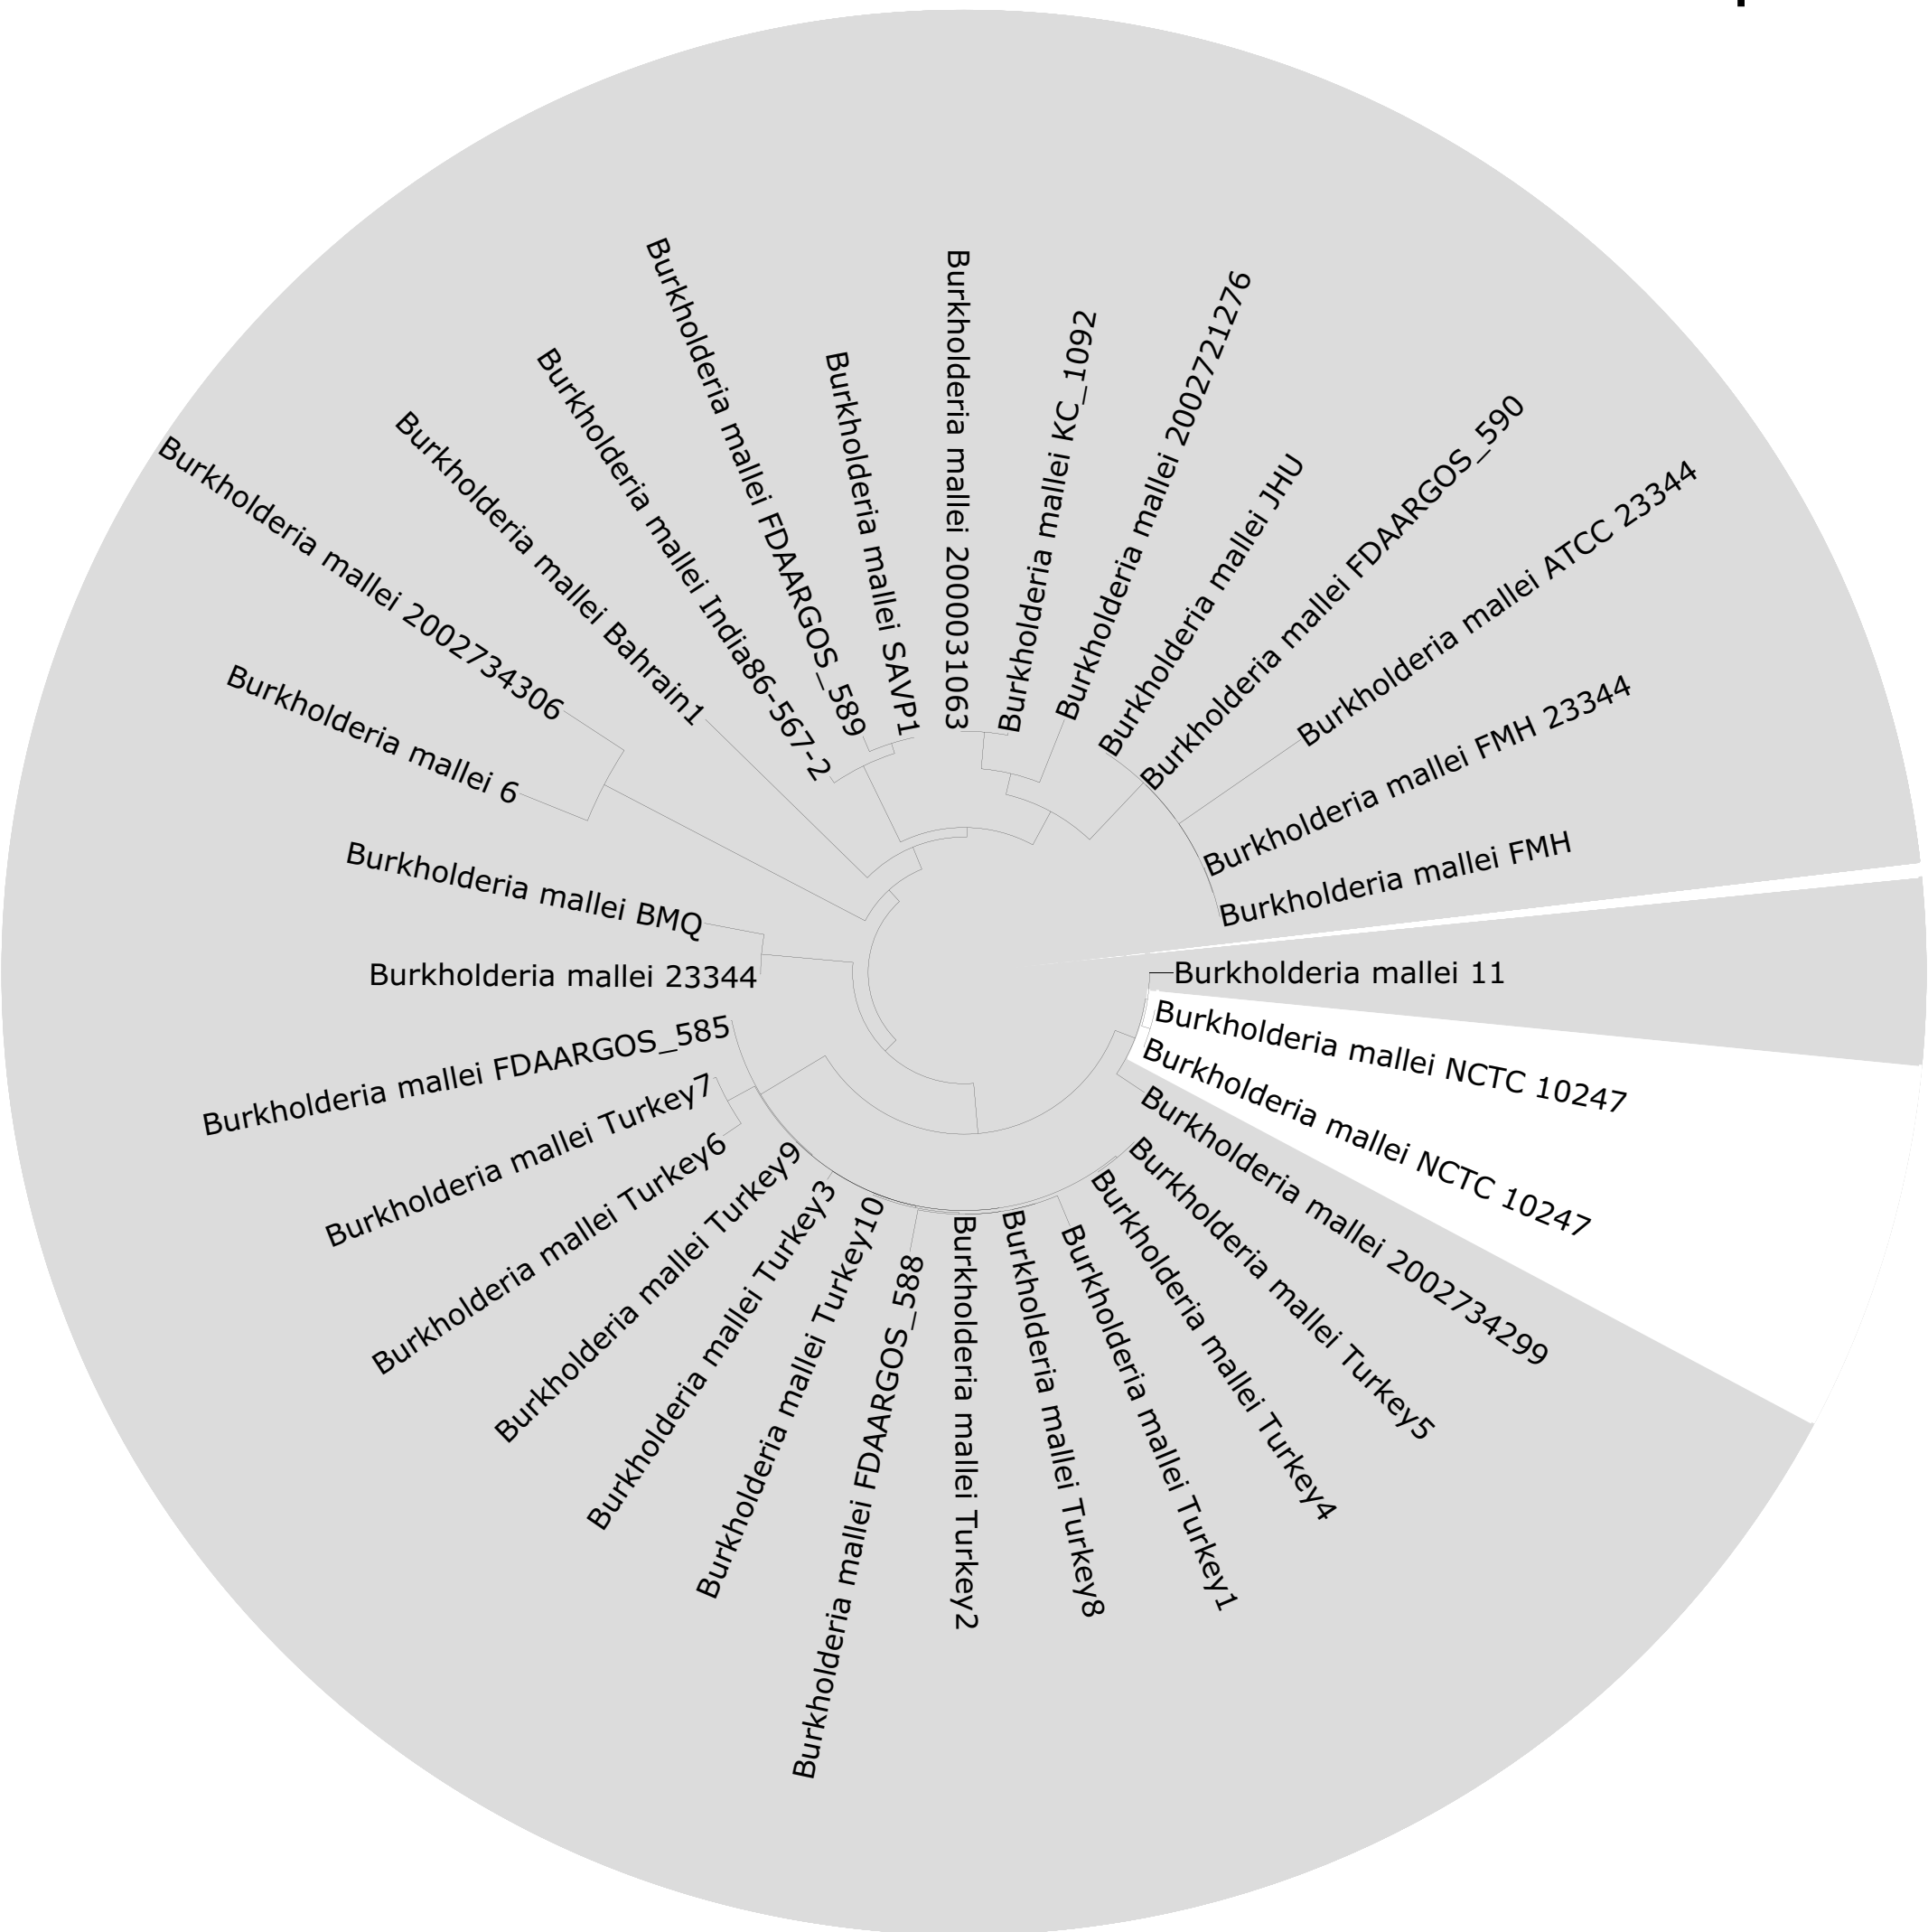 Burkholderia mallei 2000031063
Burkholderia mallei KC_1092
Burkholderia mallei 2002721276
Burkholderia mallei JHU
Burkholderia mallei FDAARGOS_590
Burkholderia mallei ATCC 23344
Burkholderia mallei FMH 23344
Burkholderia mallei FMH
Burkholderia mallei 11
Burkholderia mallei NCTC 10247
Burkholderia mallei NCTC 10247
Burkholderia mallei 2002734299
Burkholderia mallei Turkey5
Burkholderia mallei Turkey4
Burkholderia mallei Turkey1
Burkholderia mallei Turkey8
Burkholderia mallei Turkey2
Burkholderia mallei FDAARGOS_588
Burkholderia mallei Turkey10
Burkholderia mallei Turkey3
Burkholderia mallei Turkey9
Burkholderia mallei Turkey6
Burkholderia mallei Turkey7
Burkholderia mallei FDAARGOS_585
Burkholderia mallei 23344
Burkholderia mallei BMQ
Burkholderia mallei 6
Burkholderia mallei 2002734306
Burkholderia mallei Bahrain1
Burkholderia mallei India86-567-2
Burkholderia mallei FDAARGOS_589
Burkholderia mallei SAVP1